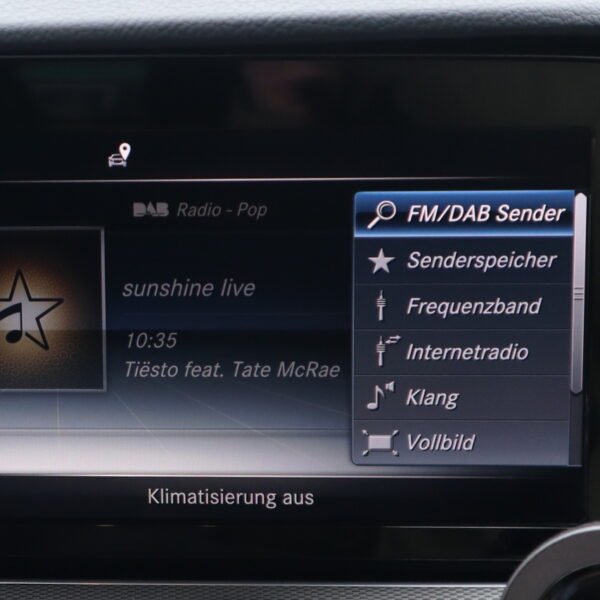 DAB Radio - Pop
sunshine live
10:35
Tiësto feat. Tate McRae
FM/DAB Sender
Senderspeicher
Frequenzband
Internetradio
Klang
Vollbild
Klimatisierung aus